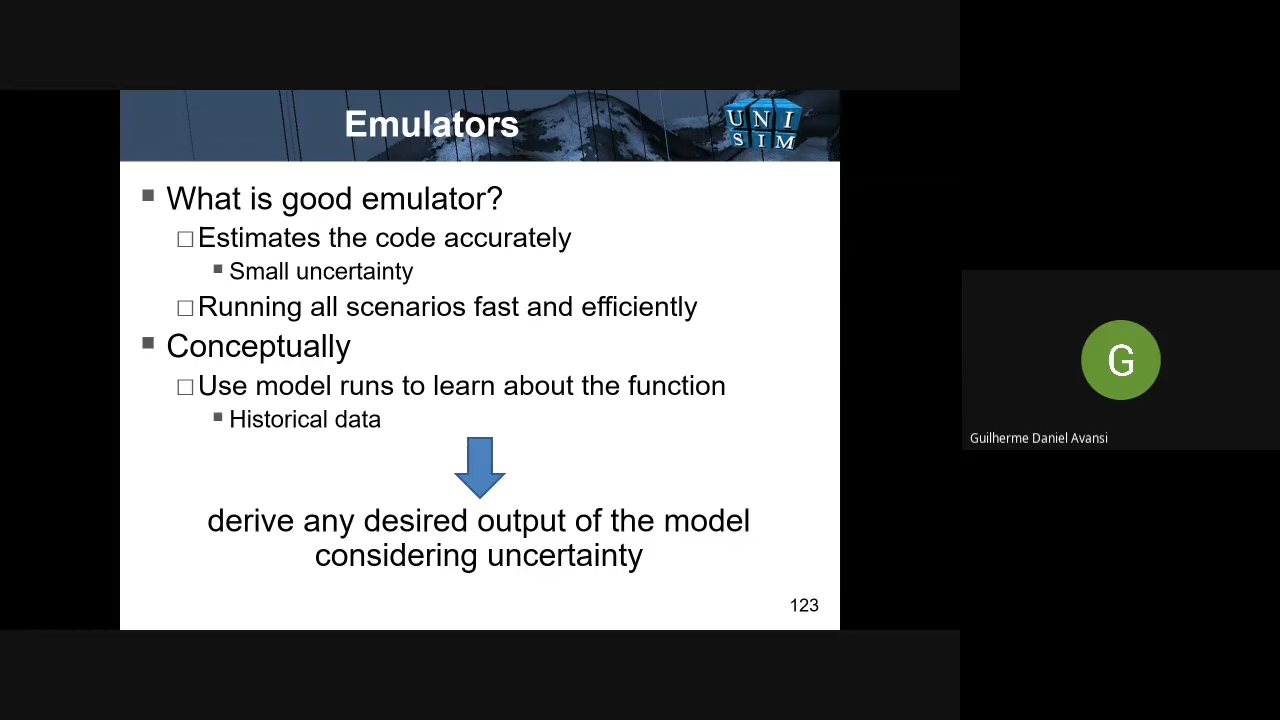 Emulators
UNI
SIM
What is good emulator?
Estimates the code accurately
Small uncertainty
Running all scenarios fast and efficiently
Conceptually
Use model runs to learn about the function
Historical data
derive any desired output of the model
considering uncertainty
123
G
Guilherme Daniel Avansi